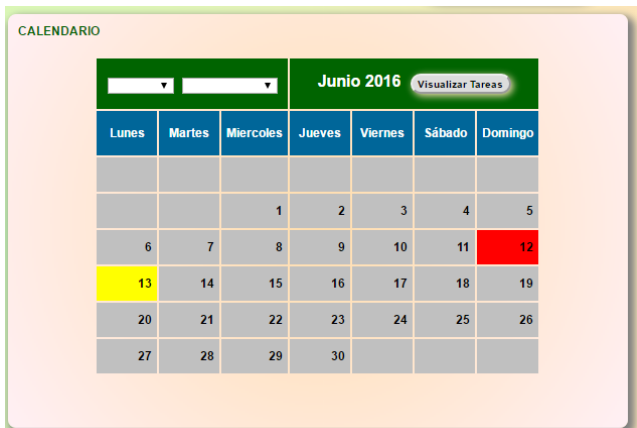 CALENDARIO
Junio 2016 Visualizar Tareas
Lunes Martes Miercoles Jueves Viernes Sábado Domingo
1 2 3 4 5
6 7 8 9 10 11 12
13 14 15 16 17 18 19
20 21 22 23 24 25 26
27 28 29 30